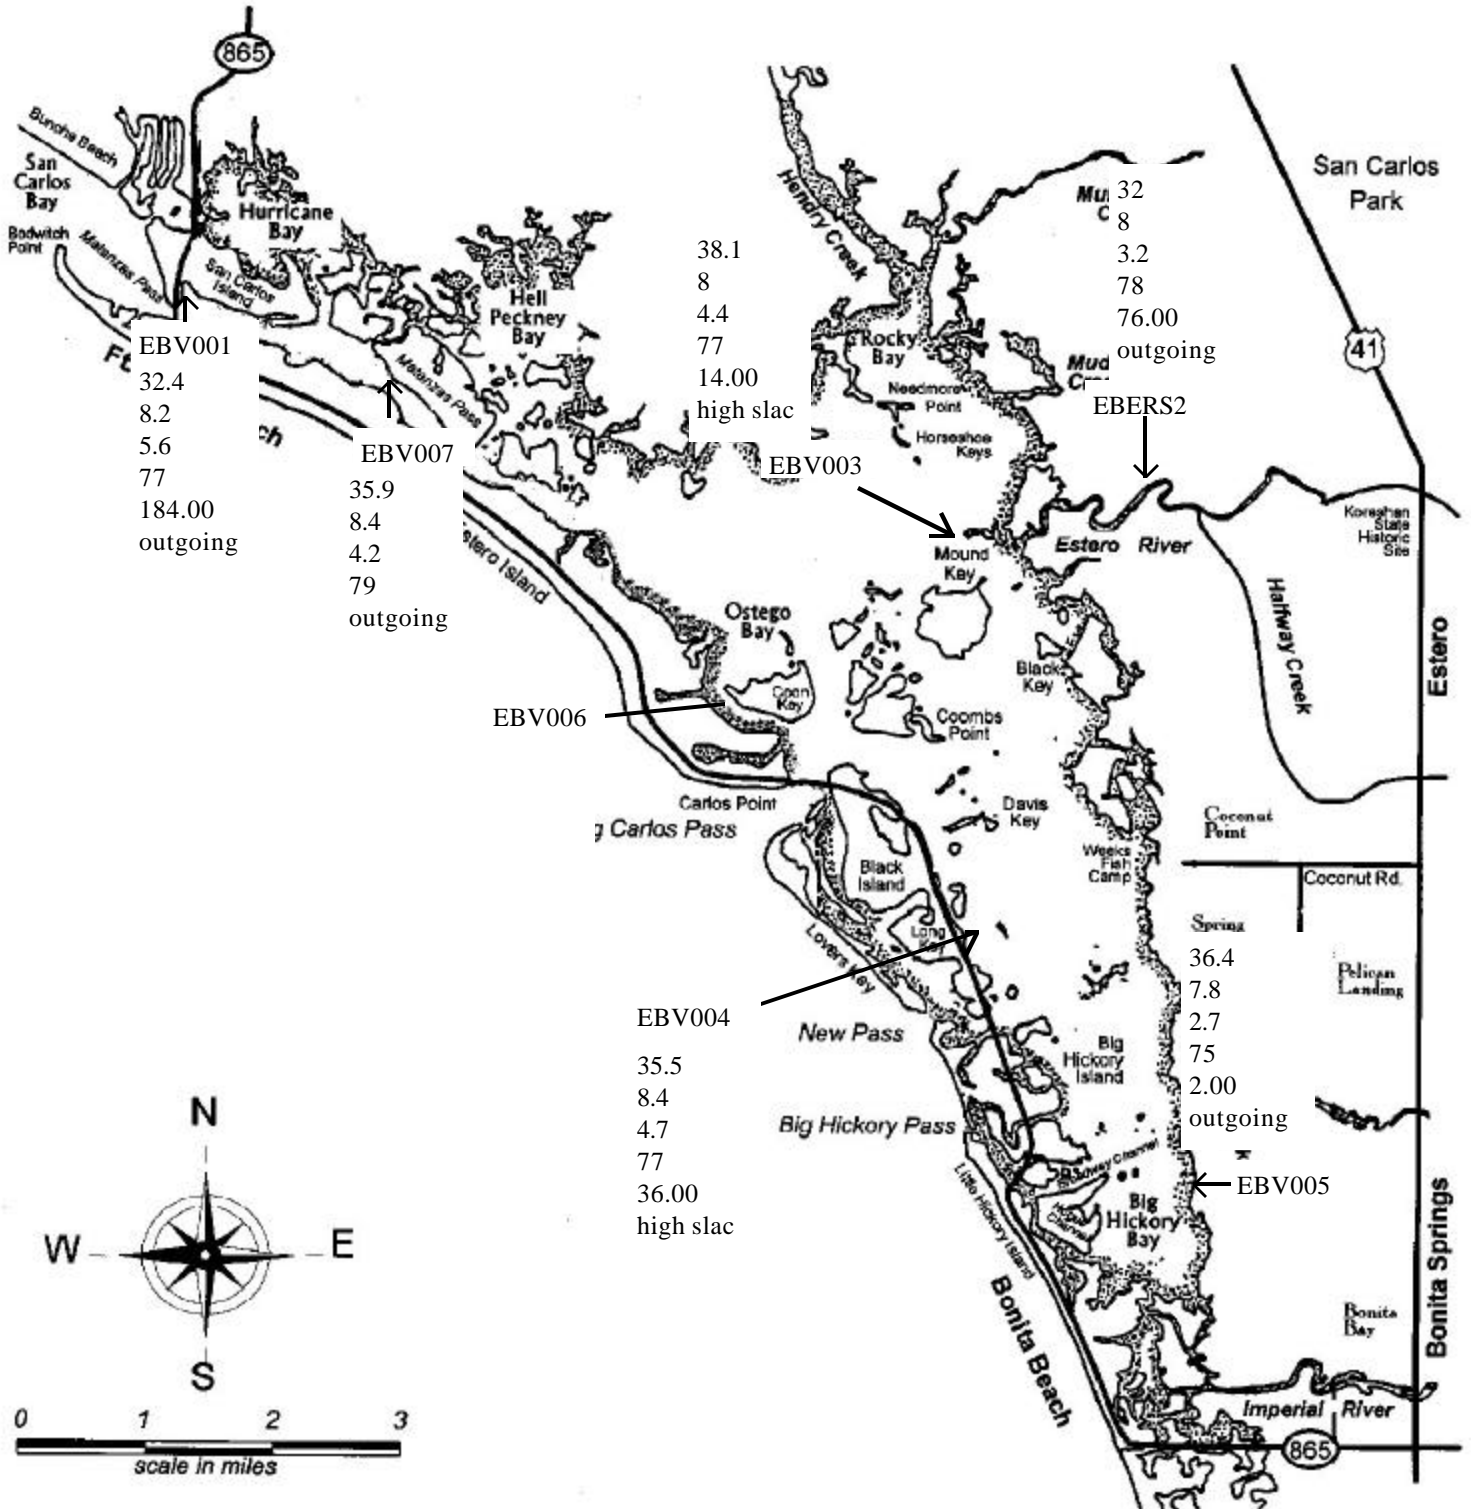 865
Bunche Beach
San
Carlos
Bay
Bodwitch
Point
Matanzas Pass
Hurricane
Bay
San Carlos
Island
Hell
Peckney
Bay
Matanzas Pass
EBV001
32.4
8.2
5.6
77
184.00
outgoing
EBV007
35.9
8.4
4.2
79
outgoing
Estero Island
38.1
8
4.4
77
14.00
high slac
EBV003
Hendry Creek
Rocky
Bay
Needmore
Point
Horseshoe
Keys
32
8
3.2
78
76.00
outgoing
EBERS2
San Carlos
Park
41
Koreshan
State
Historic
Site
Estero River
Halfway Creek
Estero
Mound
Key
Ostego
Bay
Coon
Key
Black
Key
EBV006
Coombs
Point
Davis
Key
Carlos Point
g Carlos Pass
Black
Island
Weeks
Fish
Camp
Coconut
Point
Coconut Rd.
Long
Key
Lovers Key
Spring
36.4
7.8
2.7
75
2.00
outgoing
Pelican
Landing
EBV004
35.5
8.4
4.7
77
36.00
high slac
New Pass
Big
Hickory
Island
Big Hickory Pass
Channel
EBV005
Big
Hickory
Bay
Channel
Little Hickory Island
Bonita Beach
Bonita Springs
Bonita
Bay
Imperial River
865
N
W E
S
0 1 2 3
scale in miles